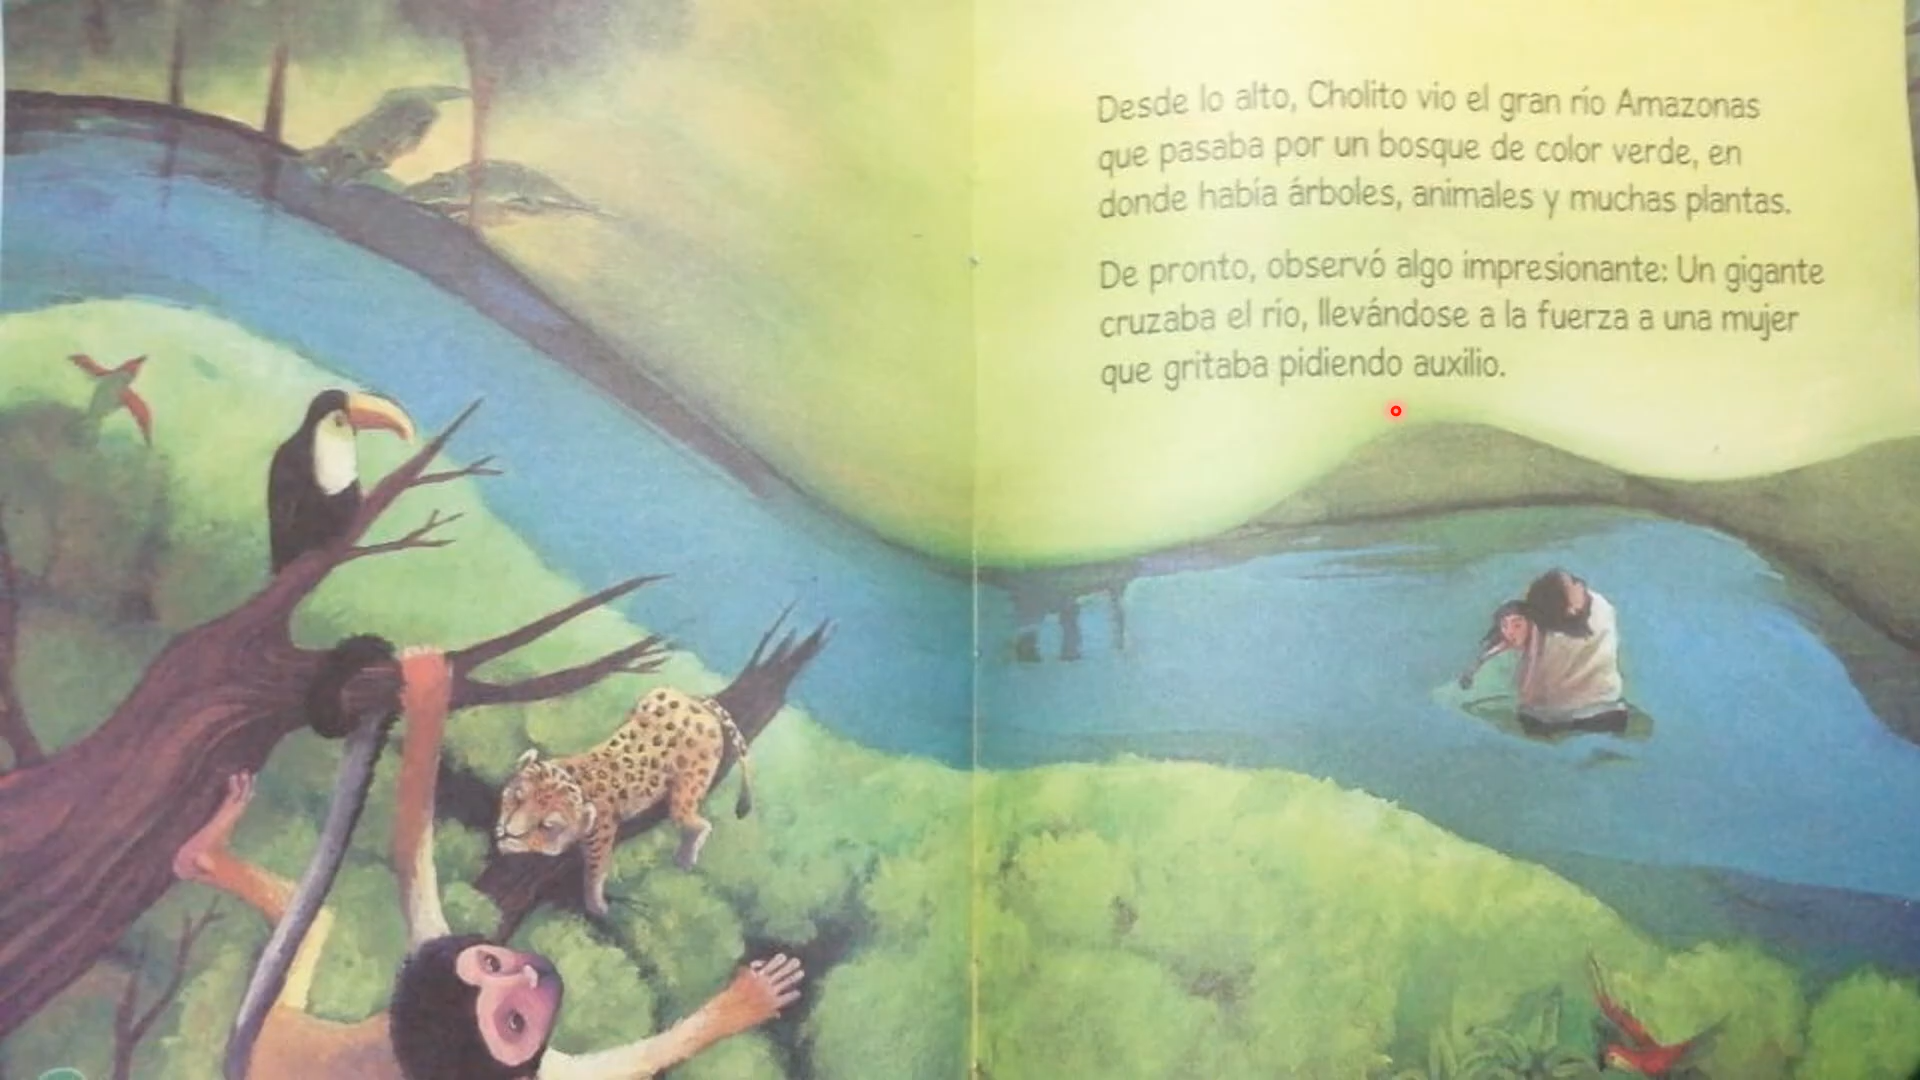 Desde lo alto, Cholito vio el gran río Amazonas
que pasaba por un bosque de color verde, en
donde había árboles, animales y muchas plantas.
De pronto, observó algo impresionante: Un gigante
cruzaba el río, llevándose a la fuerza a una mujer
que gritaba pidiendo auxilio.